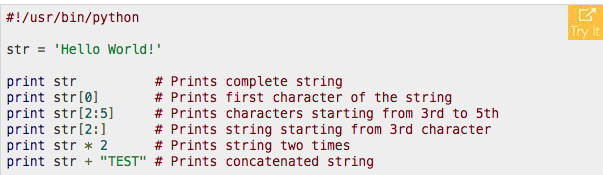 #!/usr/bin/python
Try it
str = 'Hello World!'
print str          # Prints complete string
print str[0]       # Prints first character of the string
print str[2:5]     # Prints characters starting from 3rd to 5th
print str[2:]      # Prints string starting from 3rd character
print str * 2      # Prints string two times
print str + "TEST" # Prints concatenated string